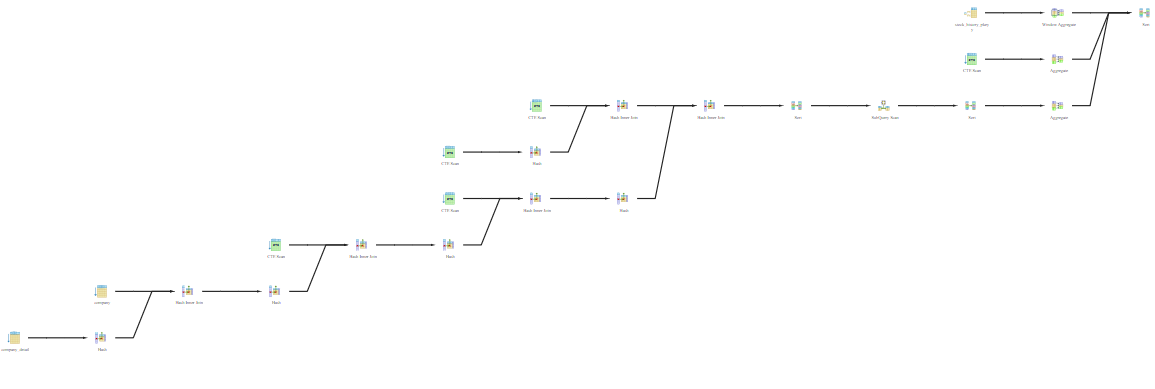 Window Aggregate
Sort
CTE Scan
Aggregate
CTE Scan
Hash Inner Join
Hash Inner Join
Sort
SubQuery Scan
Sort
Aggregate
CTE Scan
Hash
CTE Scan
Hash Inner Join
Hash
CTE Scan
Hash Inner Join
Hash
company
Hash Inner Join
Hash
Hash